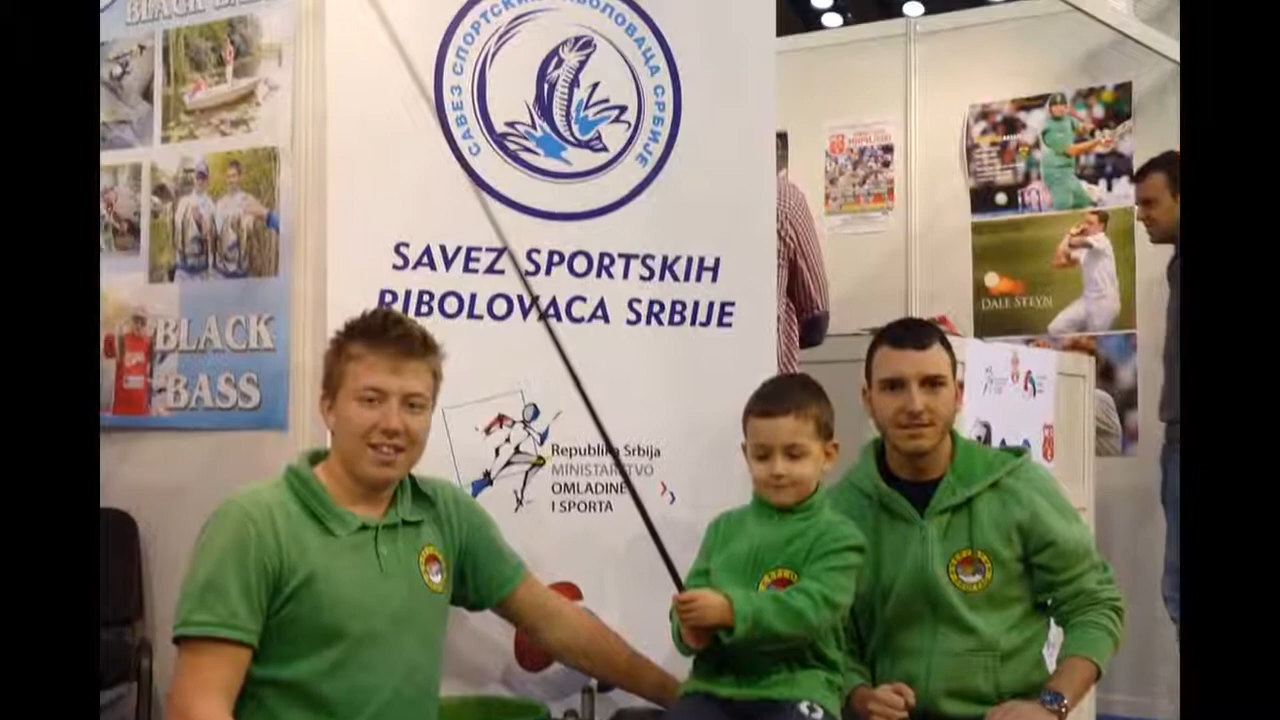 BLACK BASS
САВЕЗ СПОРТСКИХ РИБОЛОВАЦА СРБИЈЕ
SAVEZ SPORTSKIH
RIBOLOVACA SRBIJE
BLACK
BASS
Republika Srbija
MINISTARSTVO
OMLADINE
I SPORTA
DALE STEYN